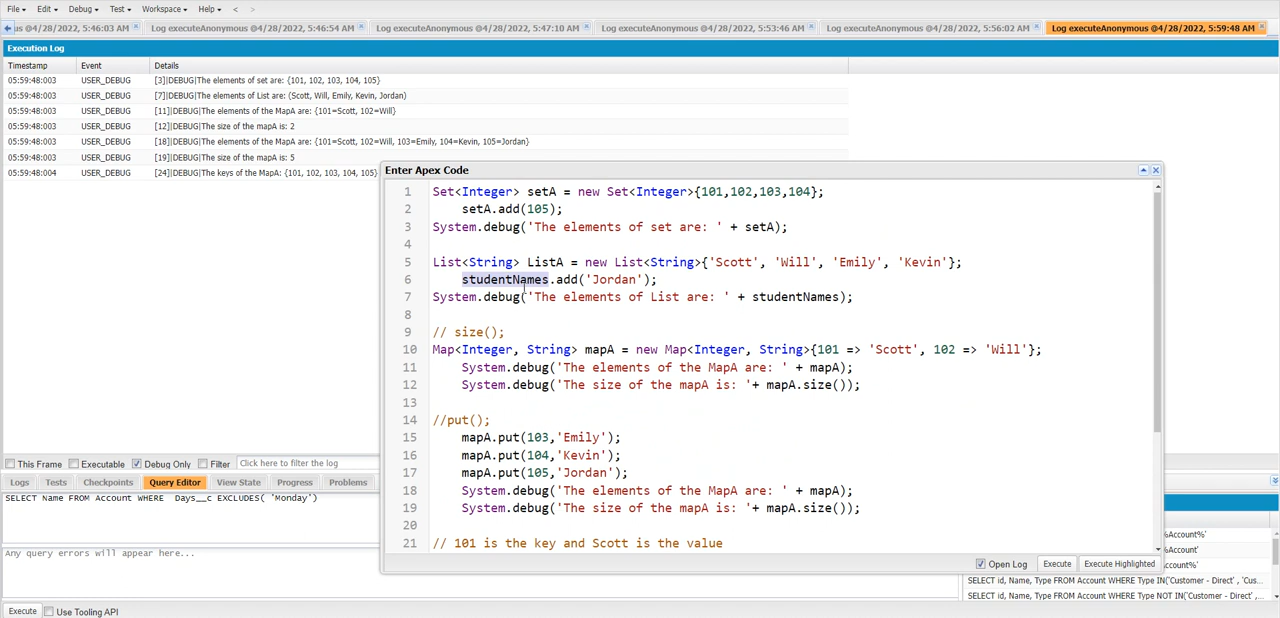 File Edit Debug Test Workspace Help < >
us @4/28/2022, 5:46:03 AM Log executeAnonymous @4/28/2022, 5:46:54 AM Log executeAnonymous @4/28/2022, 5:47:10 AM Log executeAnonymous @4/28/2022, 5:53:46 AM Log executeAnonymous @4/28/2022, 5:56:02 AM Log executeAnonymous @4/28/2022, 5:59:48 AM
Execution Log
Timestamp Event Details
05:59:48:003 USER_DEBUG [3]|DEBUG|The elements of set are: {101, 102, 103, 104, 105}
05:59:48:003 USER_DEBUG [7]|DEBUG|The elements of List are: (Scott, Will, Emily, Kevin, Jordan)
05:59:48:003 USER_DEBUG [11]|DEBUG|The elements of the MapA are: {101=Scott, 102=Will}
05:59:48:003 USER_DEBUG [12]|DEBUG|The size of the mapA is: 2
05:59:48:003 USER_DEBUG [18]|DEBUG|The elements of the MapA are: {101=Scott, 102=Will, 103=Emily, 104=Kevin, 105=Jordan}
05:59:48:003 USER_DEBUG [19]|DEBUG|The size of the mapA is: 5
05:59:48:004 USER_DEBUG [24]|DEBUG|The keys of the MapA: {101, 102, 103, 104, 105}
Enter Apex Code
1 Set<Integer> setA = new Set<Integer>{101,102,103,104};
2 setA.add(105);
3 System.debug('The elements of set are: ' + setA);
4
5 List<String> ListA = new List<String>{'Scott', 'Will', 'Emily', 'Kevin'};
6 studentNames.add('Jordan');
7 System.debug('The elements of List are: ' + studentNames);
8
9 // size();
10 Map<Integer, String> mapA = new Map<Integer, String>{101 => 'Scott', 102 => 'Will'};
11 System.debug('The elements of the MapA are: ' + mapA);
12 System.debug('The size of the mapA is: '+ mapA.size());
13
14 //put();
15 mapA.put(103,'Emily');
16 mapA.put(104,'Kevin');
17 mapA.put(105,'Jordan');
18 System.debug('The elements of the MapA are: ' + mapA);
19 System.debug('The size of the mapA is: '+ mapA.size());
20
21 // 101 is the key and Scott is the value
Open Log Execute Execute Highlighted
This Frame Executable Debug Only Filter Click here to filter the log
Logs Tests Checkpoints Query Editor View State Progress Problems
SELECT Name FROM Account WHERE Days__c EXCLUDES( 'Monday')
Any query errors will appear here...
%Account%'
%Account'
count%'
SELECT id, Name, Type FROM Account WHERE Type IN('Customer - Direct' , 'Cus
SELECT id, Name, Type FROM Account WHERE Type NOT IN('Customer - Direct' ,
Execute Use Tooling API